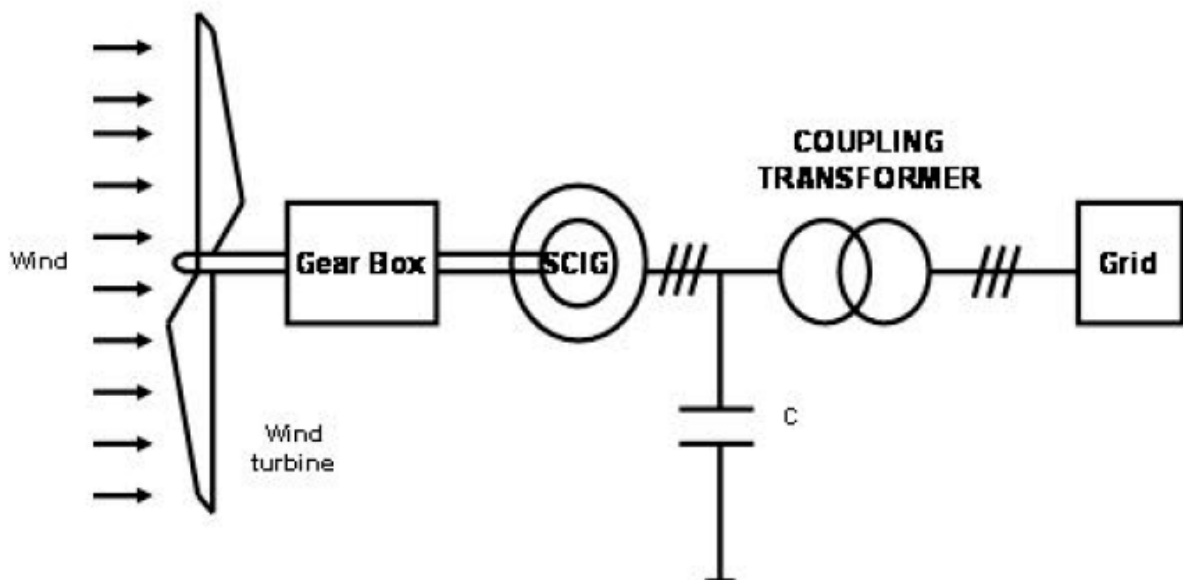 COUPLING
TRANSFORMER
Wind
Gear Box
SCIG
Grid
C
Wind
turbine